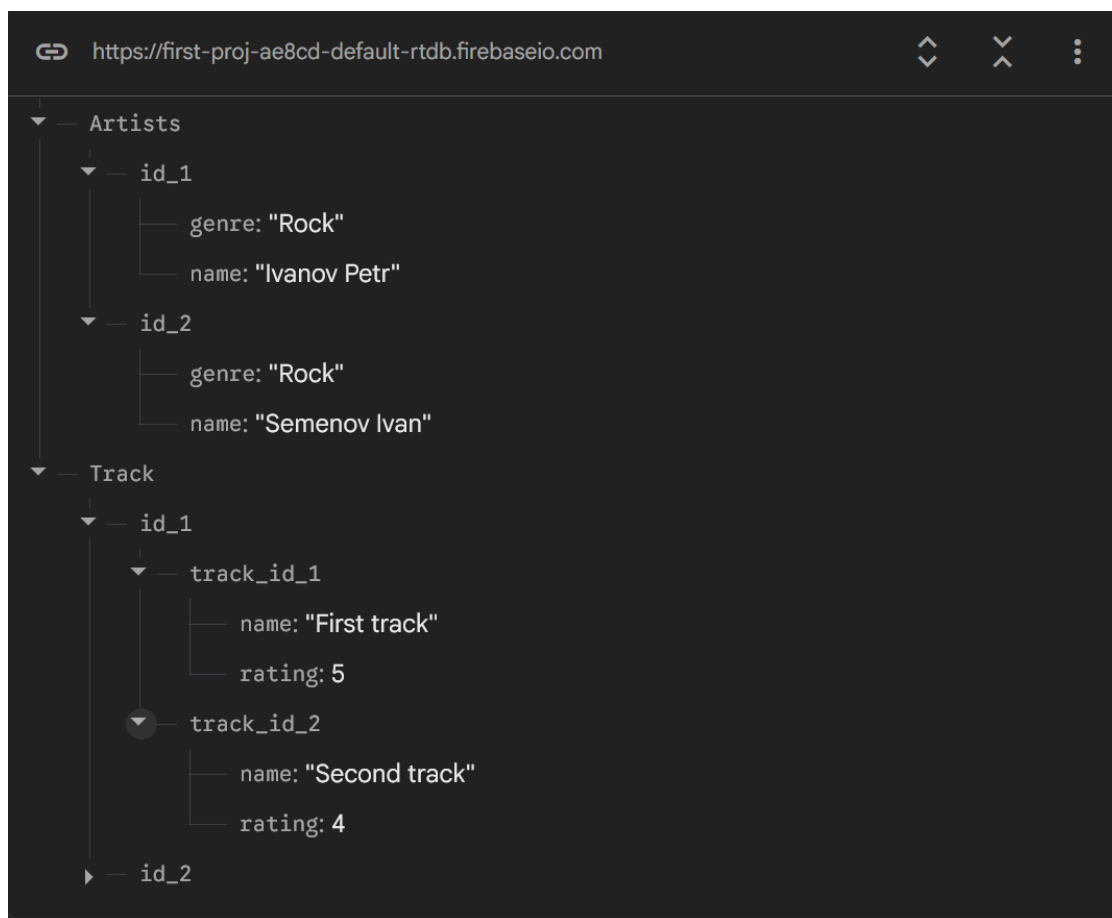 https://first-proj-ae8cd-default-rtdb.firebaseio.com
Artists
id_1
genre: "Rock"
name: "Ivanov Petr"
id_2
genre: "Rock"
name: "Semenov Ivan"
Track
id_1
track_id_1
name: "First track"
rating: 5
track_id_2
name: "Second track"
rating: 4
id_2